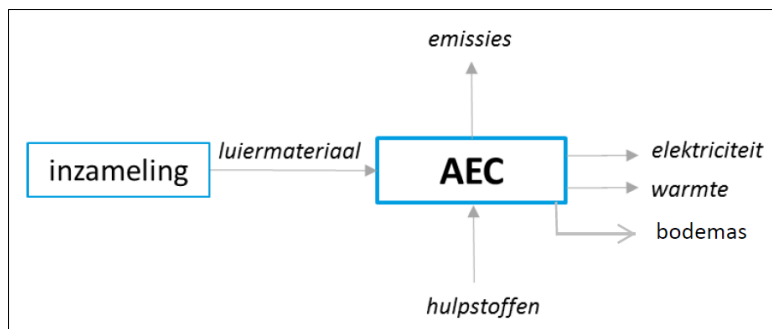 emissies
inzameling
luiermateriaal
AEC
elektriciteit
warmte
bodemas
hulpstoffen